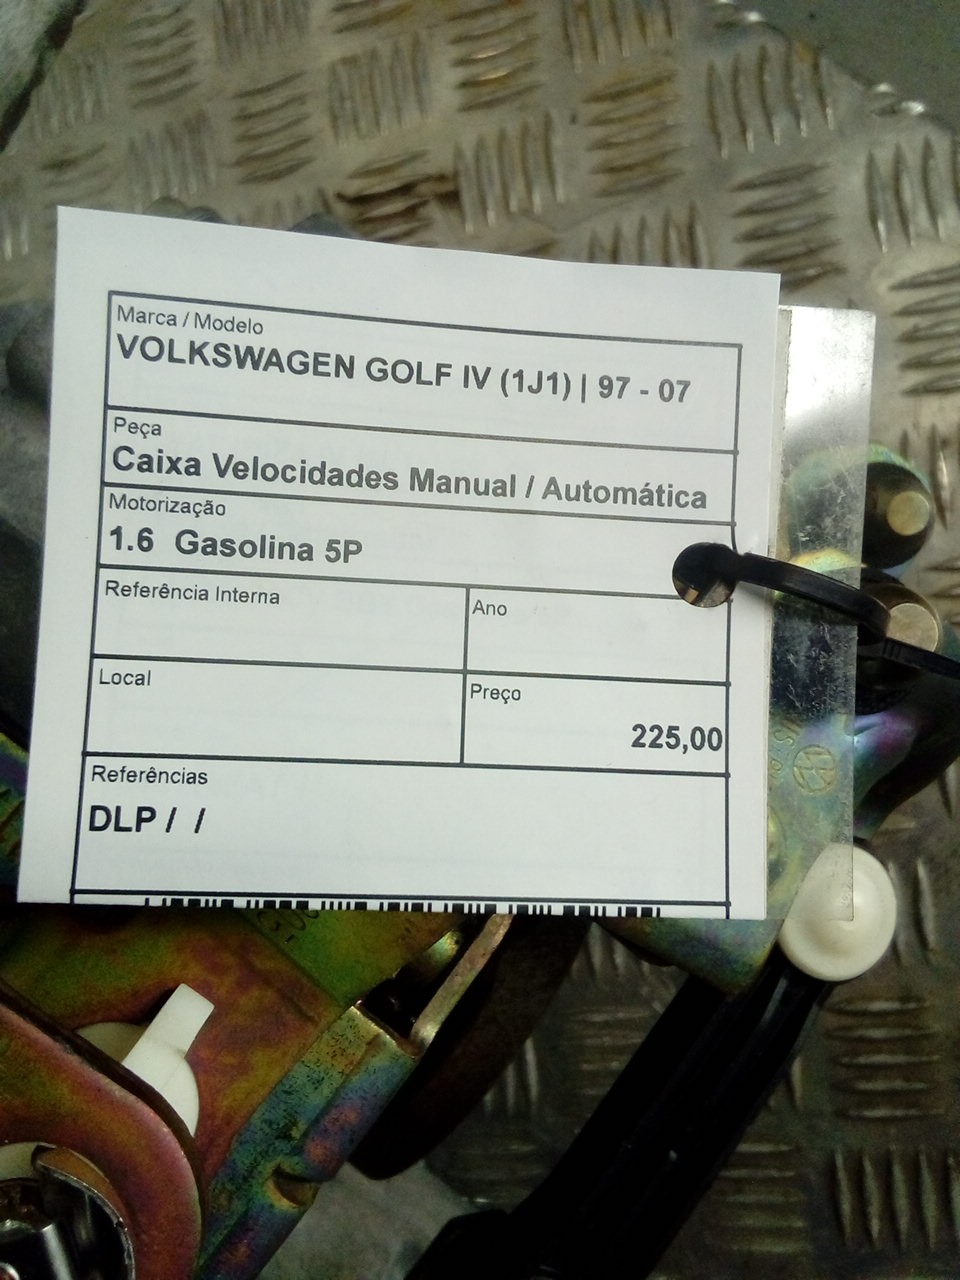 Marca / Modelo
VOLKSWAGEN GOLF IV (1J1) | 97 - 07
Peça
Caixa Velocidades Manual / Automática
Motorização
1.6 Gasolina 5P
Referência Interna
Ano
Local
Preço
225,00
Referências
DLP / /